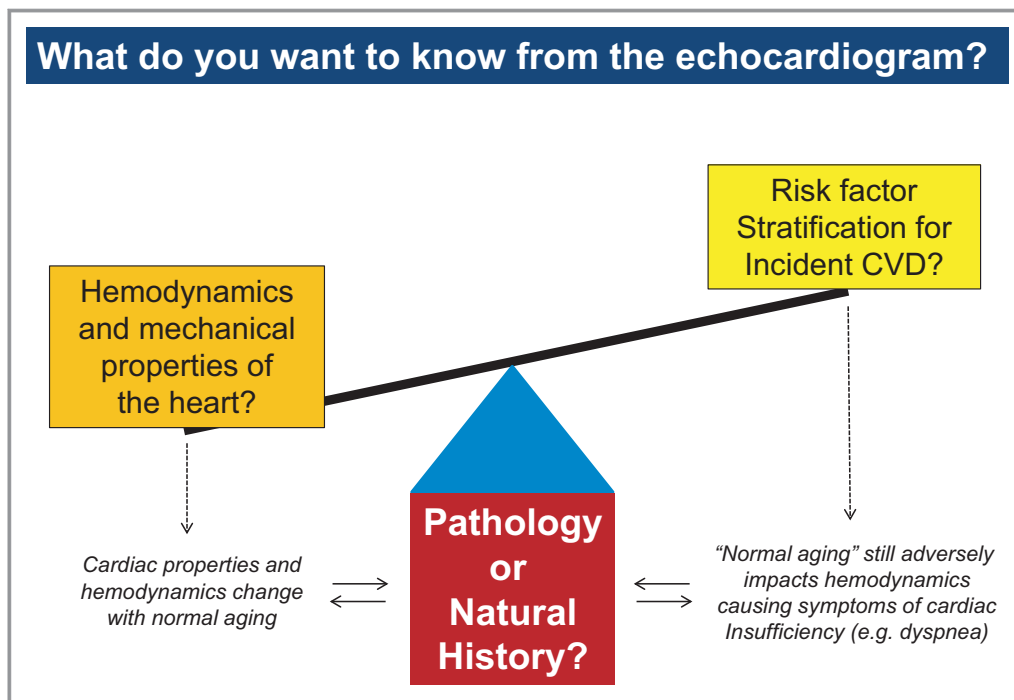 What do you want to know from the echocardiogram?
Risk factor
Stratification for
Incident CVD?
Hemodynamics
and mechanical
properties of
the heart?
Pathology
or
Natural
History?
Cardiac properties and
hemodynamics change
with normal aging
“Normal aging” still adversely
impacts hemodynamics
causing symptoms of cardiac
Insufficiency (e.g. dyspnea)